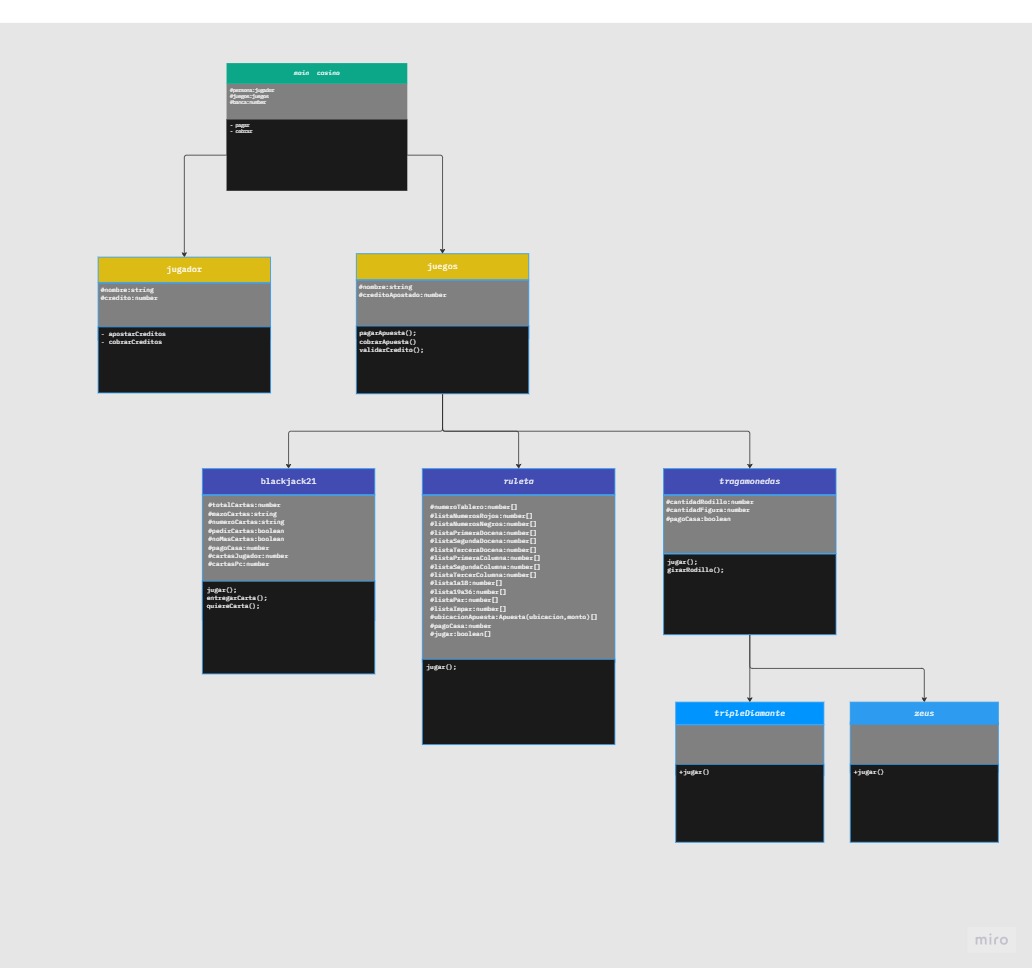 main casino
#persona:jugador
#juegos:juegos
#banca:number
- pagar
- cobrar
jugador
#nombre:string
#credito:number
- apostarCreditos
- cobrarCreditos
juegos
#nombre:string
#creditoApostado:number
pagarApuesta();
cobrarApuesta()
validarCredito();
blackjack21
#totalCartas:number
#mazoCartas:string
#numeroCartas:string
#pedirCartas:boolean
#noMasCartas:boolean
#pagoCasa:number
#cartasJugador:number
#cartasPc:number
jugar();
entregarCarta();
quiereCarta();
ruleta
#numeroTablero:number[]
#listaNumerosRojos:number[]
#listaNumerosNegros:number[]
#listaPrimeraDocena:number[]
#listaSegundaDocena:number[]
#listaTerceraDocena:number[]
#listaPrimeraColumna:number[]
#listaSegundaColumna:number[]
#listaTercerColumna:number[]
#lista1a18:number[]
#lista19a36:number[]
#listaPar:number[]
#listaImpar:number[]
#ubicacionApuesta:Apuesta{ubicacion,monto}[]
#pagoCasa:number
#jugar:boolean[]
jugar();
tragamonedas
#cantidadRodillo:number
#cantidadFigura:number
#pagoCasa:boolean
jugar();
girarRodillo();
tripleDiamante
+jugar()
zeus
+jugar()
miro